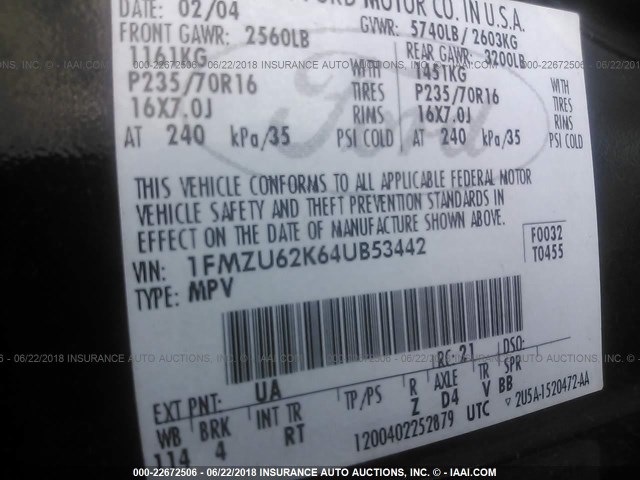 DATE: 02/04
FORD MOTOR CO. IN U.S.A.
FRONT GAWR: 2560LB
GVWR: 5740LB/ 2603KG
1161KG WITH
REAR GAWR: 3200LB
1451KG WITH
P235/70R16 TIRES P235/70R16 TIRES
16X7.0J RIMS 16X7.0J RIMS
AT 240 kPa/35 PSI COLD AT 240 kPa/35 PSI COLD
Ford
THIS VEHICLE CONFORMS TO ALL APPLICABLE FEDERAL MOTOR
VEHICLE SAFETY AND THEFT PREVENTION STANDARDS IN
EFFECT ON THE DATE OF MANUFACTURE SHOWN ABOVE.
VIN: 1FMZU62K64UB53442 F0032
TYPE: MPV T0455
EXT PNT: UA RC:21 DSO:
WB BRK INT TR TP/PS R AXLE TR SPR
114 4 RT Z D4 V BB
1200402252879 UTC ▽ 2U5A-1520472-AA
000-22672506 - 06/22/2018 INSURANCE AUTO AUCTIONS © - IAAI.COM